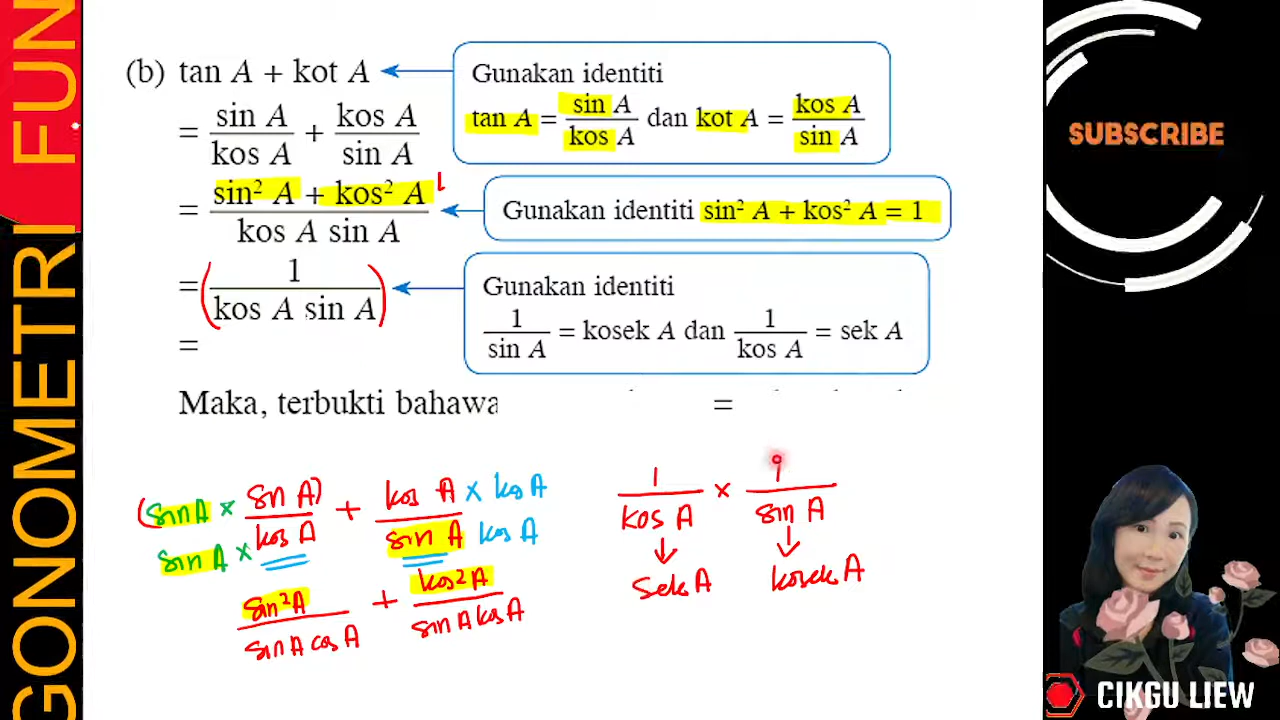 GONOMETRI FUN
(b) tan A + kot A
Gunakan identiti
tan A = sin A / kos A dan kot A = kos A / sin A
= sin A / kos A + kos A / sin A
= sin² A + kos² A / kos A sin A
1
Gunakan identiti sin² A + kos² A = 1
= ( 1 / kos A sin A )
Gunakan identiti
1 / sin A = kosek A dan 1 / kos A = sek A
=
Maka, terbukti bahawa =
(sin A × sin A) / sin A × kos A + kos A × kos A / sin A kos A
sin²A / sin A cos A + kos²A / sin A kos A
1 / kos A × 1 / sin A
↓ ↓
sek A kosek A
SUBSCRIBE
CIKGU LIEW